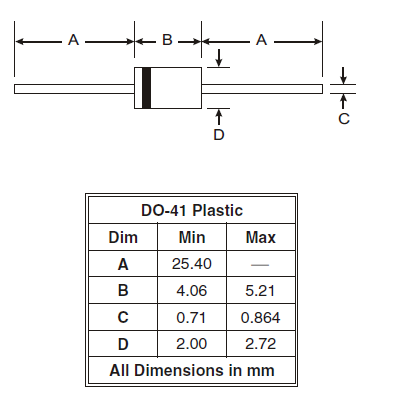 A B A
C
D
DO-41 Plastic
Dim Min Max
A 25.40 —
B 4.06 5.21
C 0.71 0.864
D 2.00 2.72
All Dimensions in mm